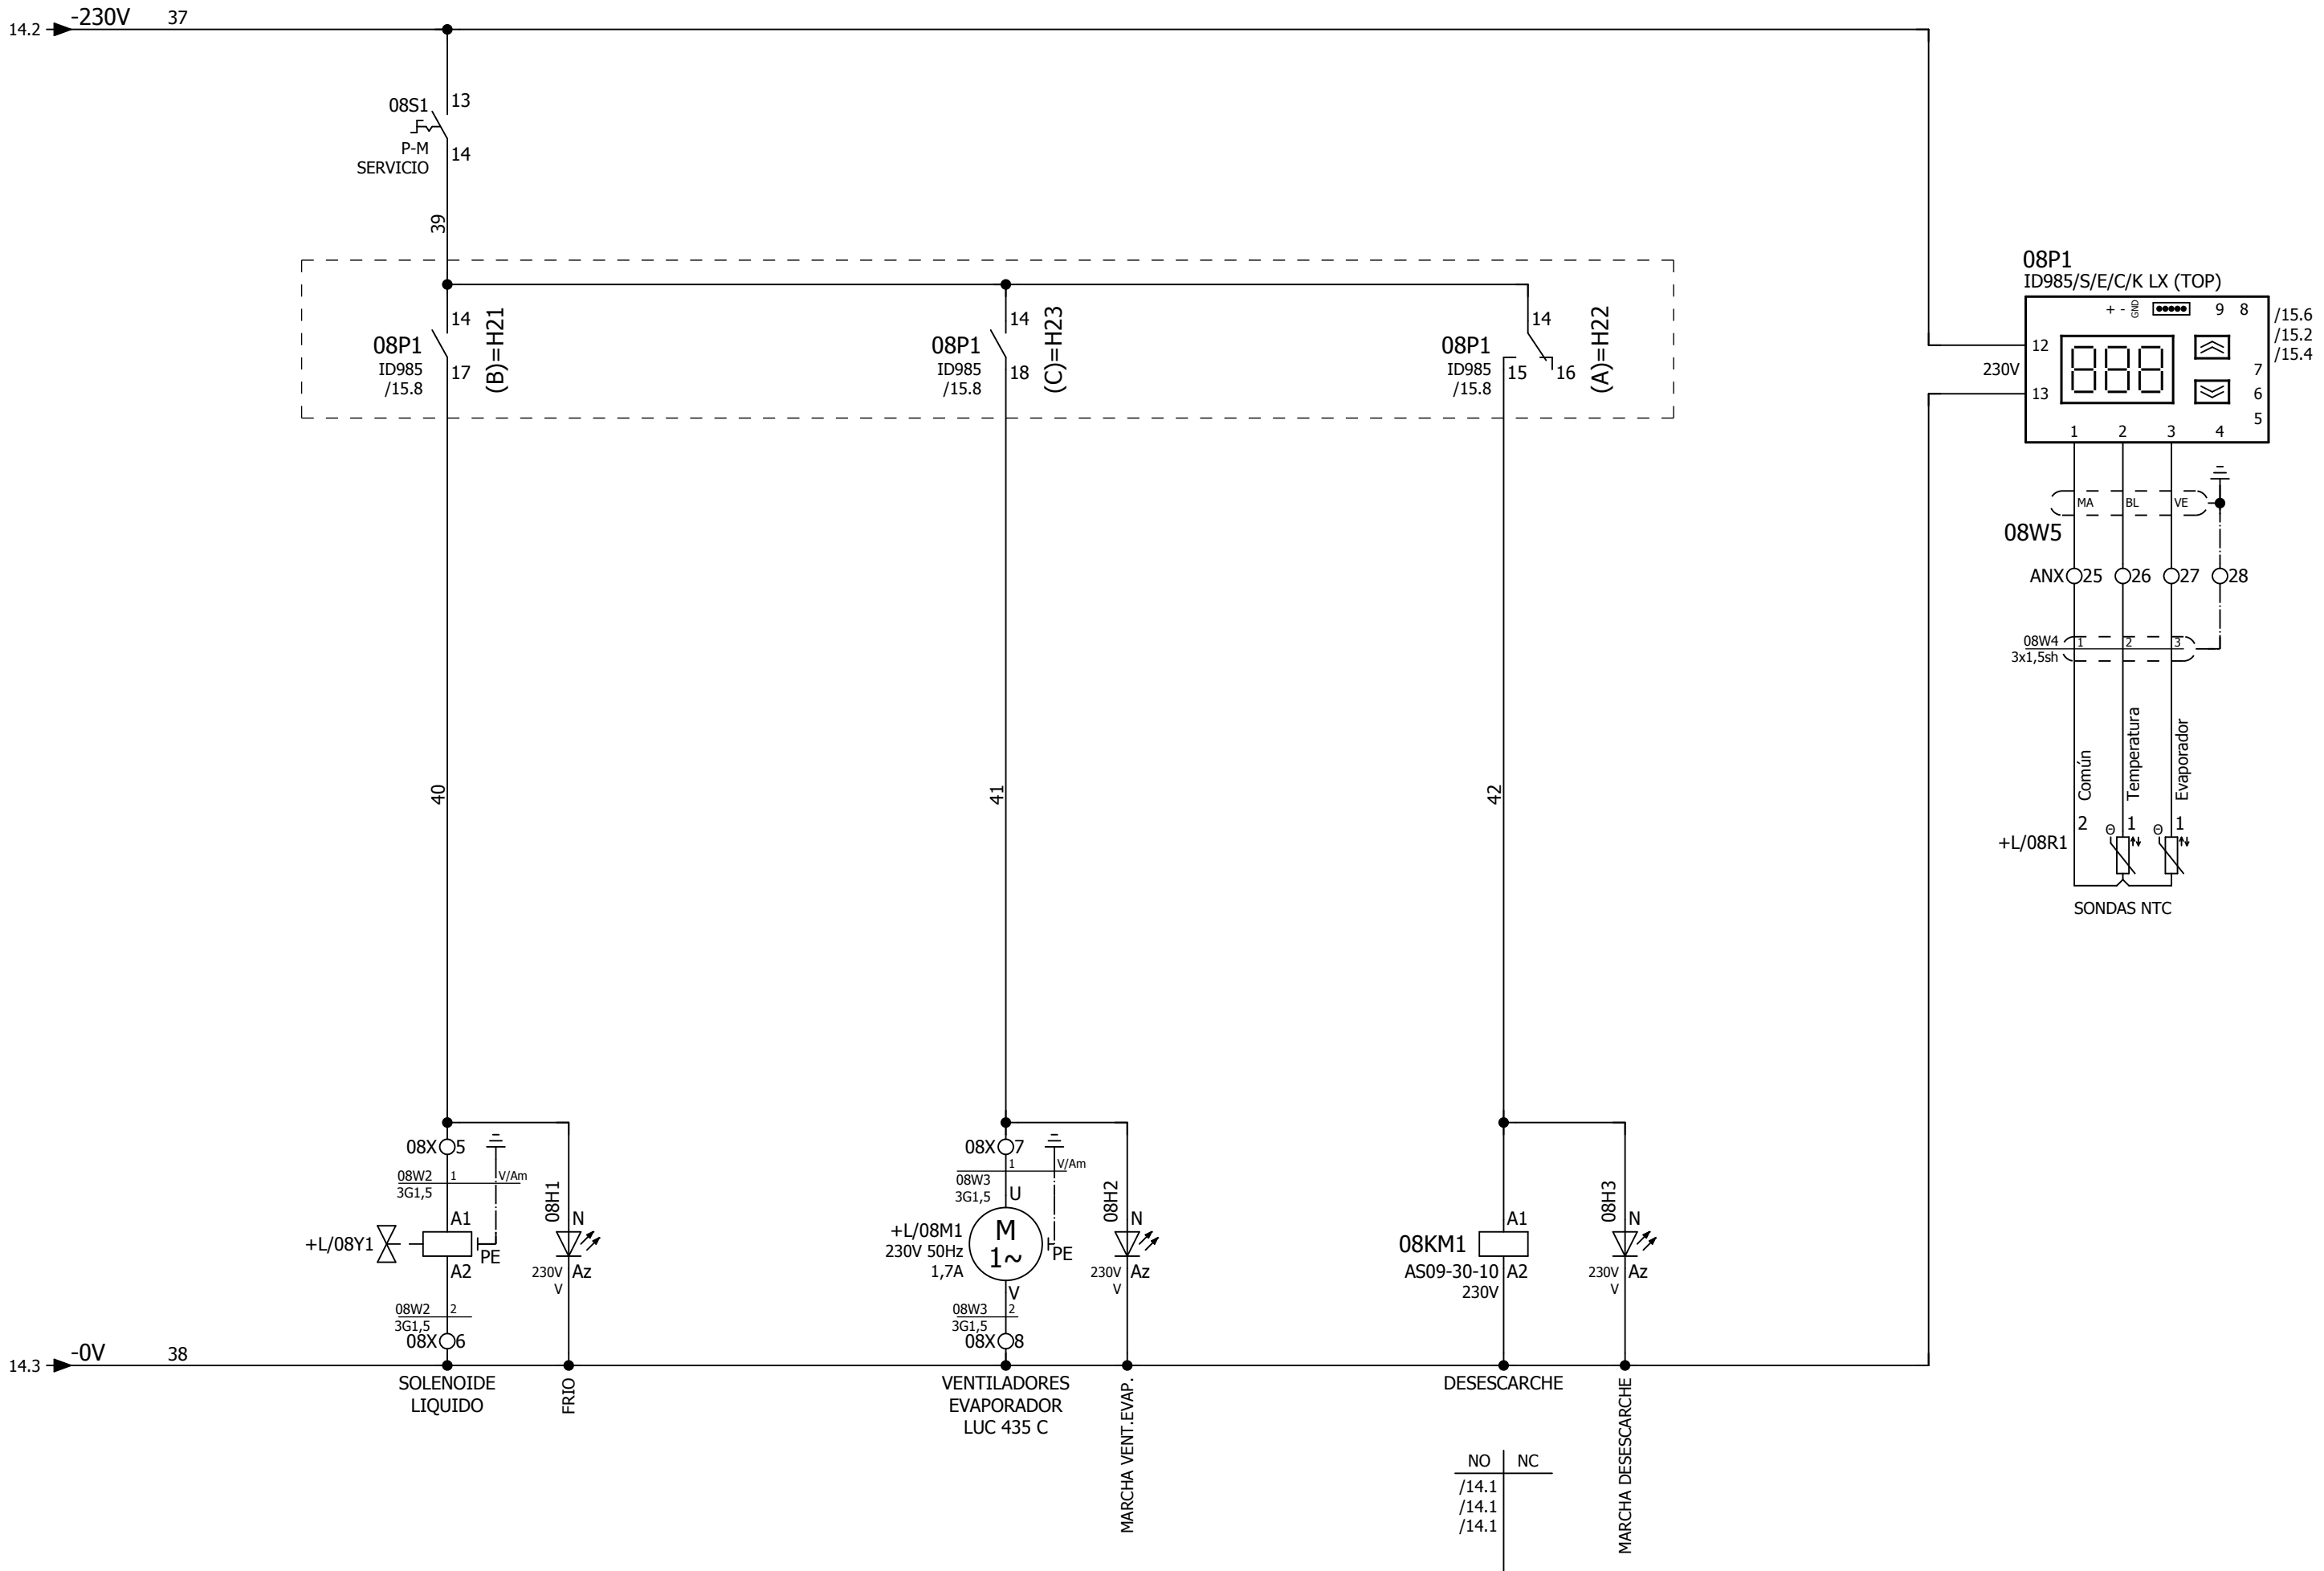 14.2
-230V 37
08S1
13
P-M
SERVICIO
14
39
08P1
ID985
/15.8
14
17
(B)=H21
08P1
ID985
/15.8
14
18
(C)=H23
08P1
ID985
/15.8
14
15
16
(A)=H22
08P1
ID985/S/E/C/K LX (TOP)
+ - GND
9 8
7
6
5
12
230V
13
1 2 3 4
/15.6
/15.2
/15.4
MA BL VE
08W5
ANX 25 26 27 28
08W4
3x1,5sh
1 2 3
Común
Temperatura
Evaporador
2 1 1
Θ Θ
+L/08R1
SONDAS NTC
40
41
42
08X 5
08W2
3G1,5
1
V/Am
A1
+L/08Y1
PE
A2
08W2
3G1,5
2
08X 6
08H1
N
230V
V
Az
08X 7
1
V/Am
08W3
3G1,5
U
+L/08M1
230V 50Hz
1,7A
M
1~
PE
V
08W3
3G1,5
2
08X 8
08H2
N
230V
V
Az
A1
08KM1
AS09-30-10
230V
A2
08H3
N
230V
V
Az
14.3
-0V 38
SOLENOIDE
LIQUIDO
FRIO
VENTILADORES
EVAPORADOR
LUC 435 C
MARCHA VENT.EVAP.
DESESCARCHE
MARCHA DESESCARCHE
NO NC
/14.1
/14.1
/14.1